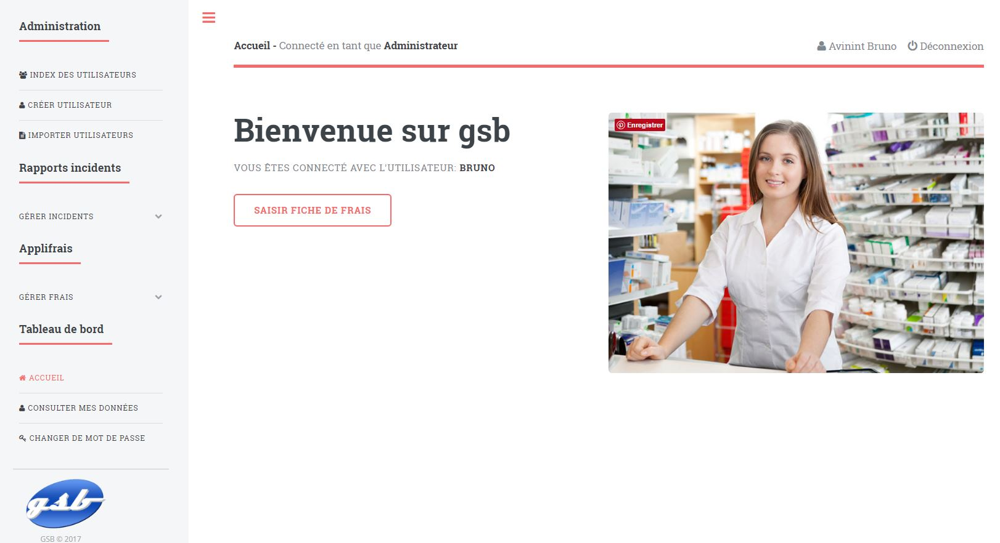 Administration
INDEX DES UTILISATEURS
CRÉER UTILISATEUR
IMPORTER UTILISATEURS
Rapports incidents
GÉRER INCIDENTS
Applifrais
GÉRER FRAIS
Tableau de bord
ACCUEIL
CONSULTER MES DONNÉES
CHANGER DE MOT DE PASSE
gsb
GSB © 2017
Accueil - Connecté en tant que Administrateur
Avinint Bruno Déconnexion
Bienvenue sur gsb
VOUS ÊTES CONNECTÉ AVEC L'UTILISATEUR: BRUNO
SAISIR FICHE DE FRAIS
Enregistrer